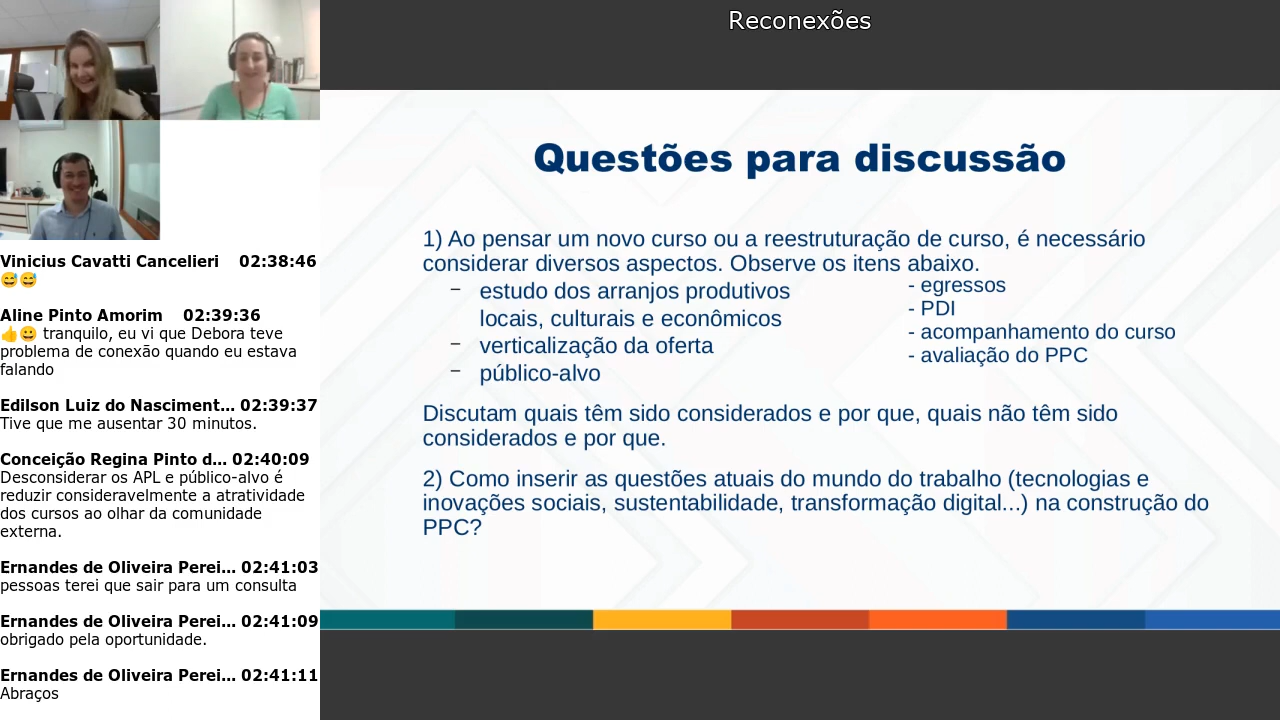 Reconexões
Vinicius Cavatti Cancelieri 02:38:46
😅😅
Aline Pinto Amorim 02:39:36
👍😀 tranquilo, eu vi que Debora teve
problema de conexão quando eu estava
falando
Edilson Luiz do Nasciment... 02:39:37
Tive que me ausentar 30 minutos.
Conceição Regina Pinto d... 02:40:09
Desconsiderar os APL e público-alvo é
reduzir consideravelmente a atratividade
dos cursos ao olhar da comunidade
externa.
Ernandes de Oliveira Perei... 02:41:03
pessoas terei que sair para um consulta
Ernandes de Oliveira Perei... 02:41:09
obrigado pela oportunidade.
Ernandes de Oliveira Perei... 02:41:11
Abraços
Questões para discussão
1) Ao pensar um novo curso ou a reestruturação de curso, é necessário
considerar diversos aspectos. Observe os itens abaixo.
– estudo dos arranjos produtivos
locais, culturais e econômicos
– verticalização da oferta
– público-alvo
- egressos
- PDI
- acompanhamento do curso
- avaliação do PPC
Discutam quais têm sido considerados e por que, quais não têm sido
considerados e por que.
2) Como inserir as questões atuais do mundo do trabalho (tecnologias e
inovações sociais, sustentabilidade, transformação digital...) na construção do
PPC?